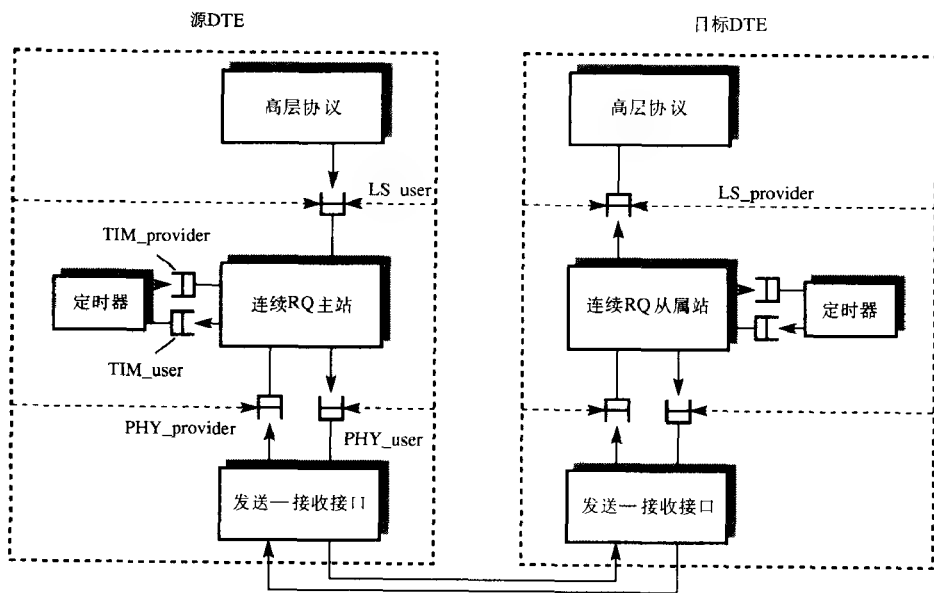 源DTE
目标DTE
高层协议
高层协议
LS_user
LS_provider
TIM_provider
定时器
连续RQ主站
连续RQ从属站
定时器
TIM_user
PHY_provider
PHY_user
发送一接收接口
发送一接收接口